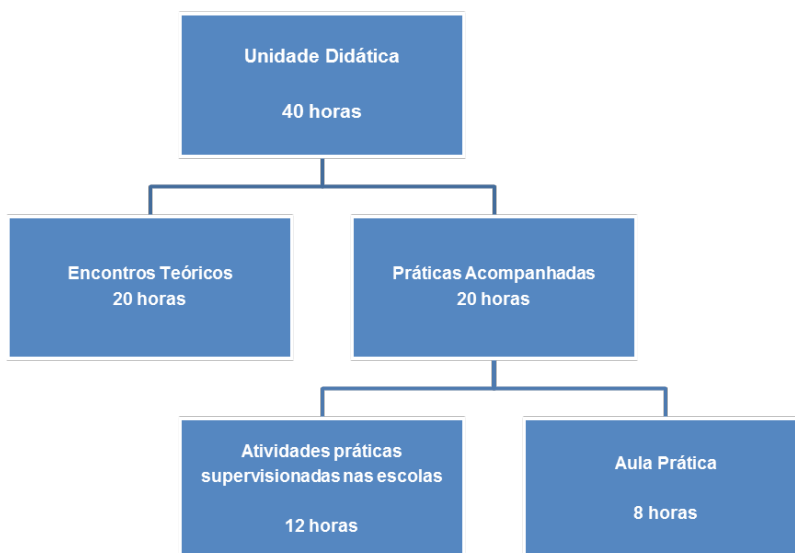 Unidade Didática
40 horas
Encontros Teóricos
20 horas
Práticas Acompanhadas
20 horas
Atividades práticas
supervisionadas nas escolas
12 horas
Aula Prática
8 horas